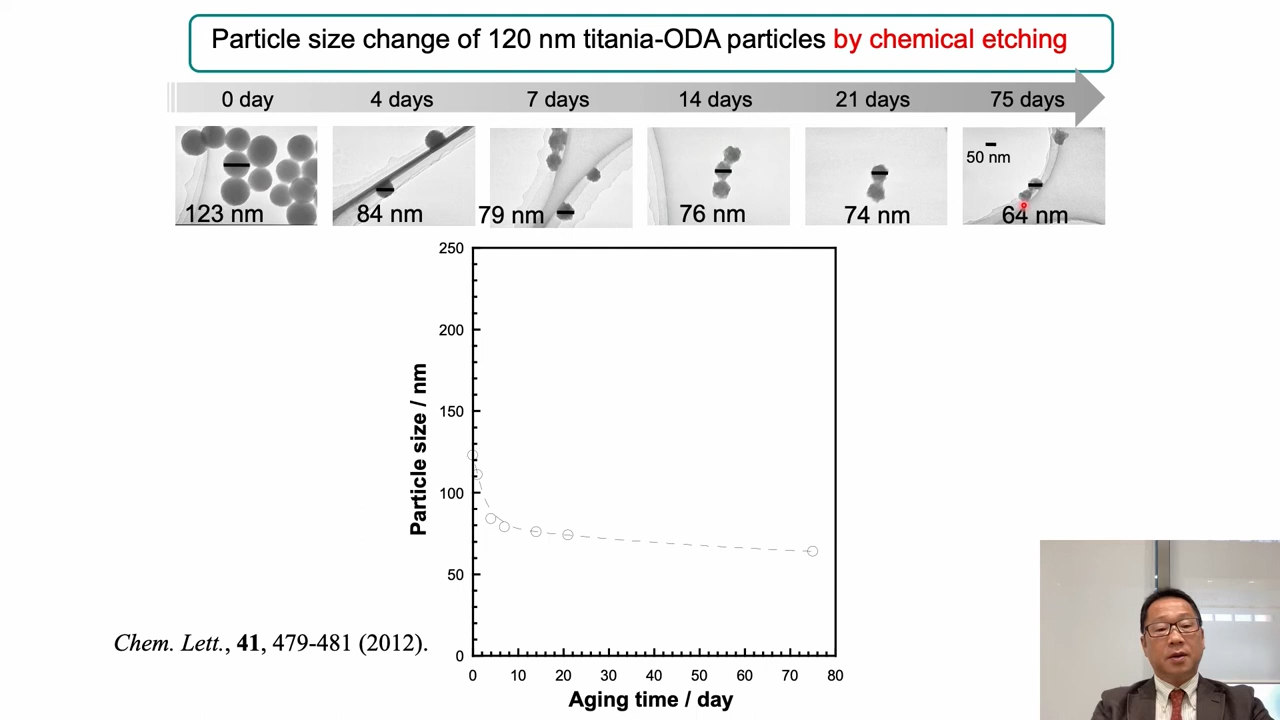 Particle size change of 120 nm titania-ODA particles by chemical etching
0 day 4 days 7 days 14 days 21 days 75 days
50 nm
123 nm 84 nm 79 nm 76 nm 74 nm 64 nm
250
200
150
100
50
0
Particle size / nm
0 10 20 30 40 50 60 70 80
Aging time / day
Chem. Lett., 41, 479-481 (2012).